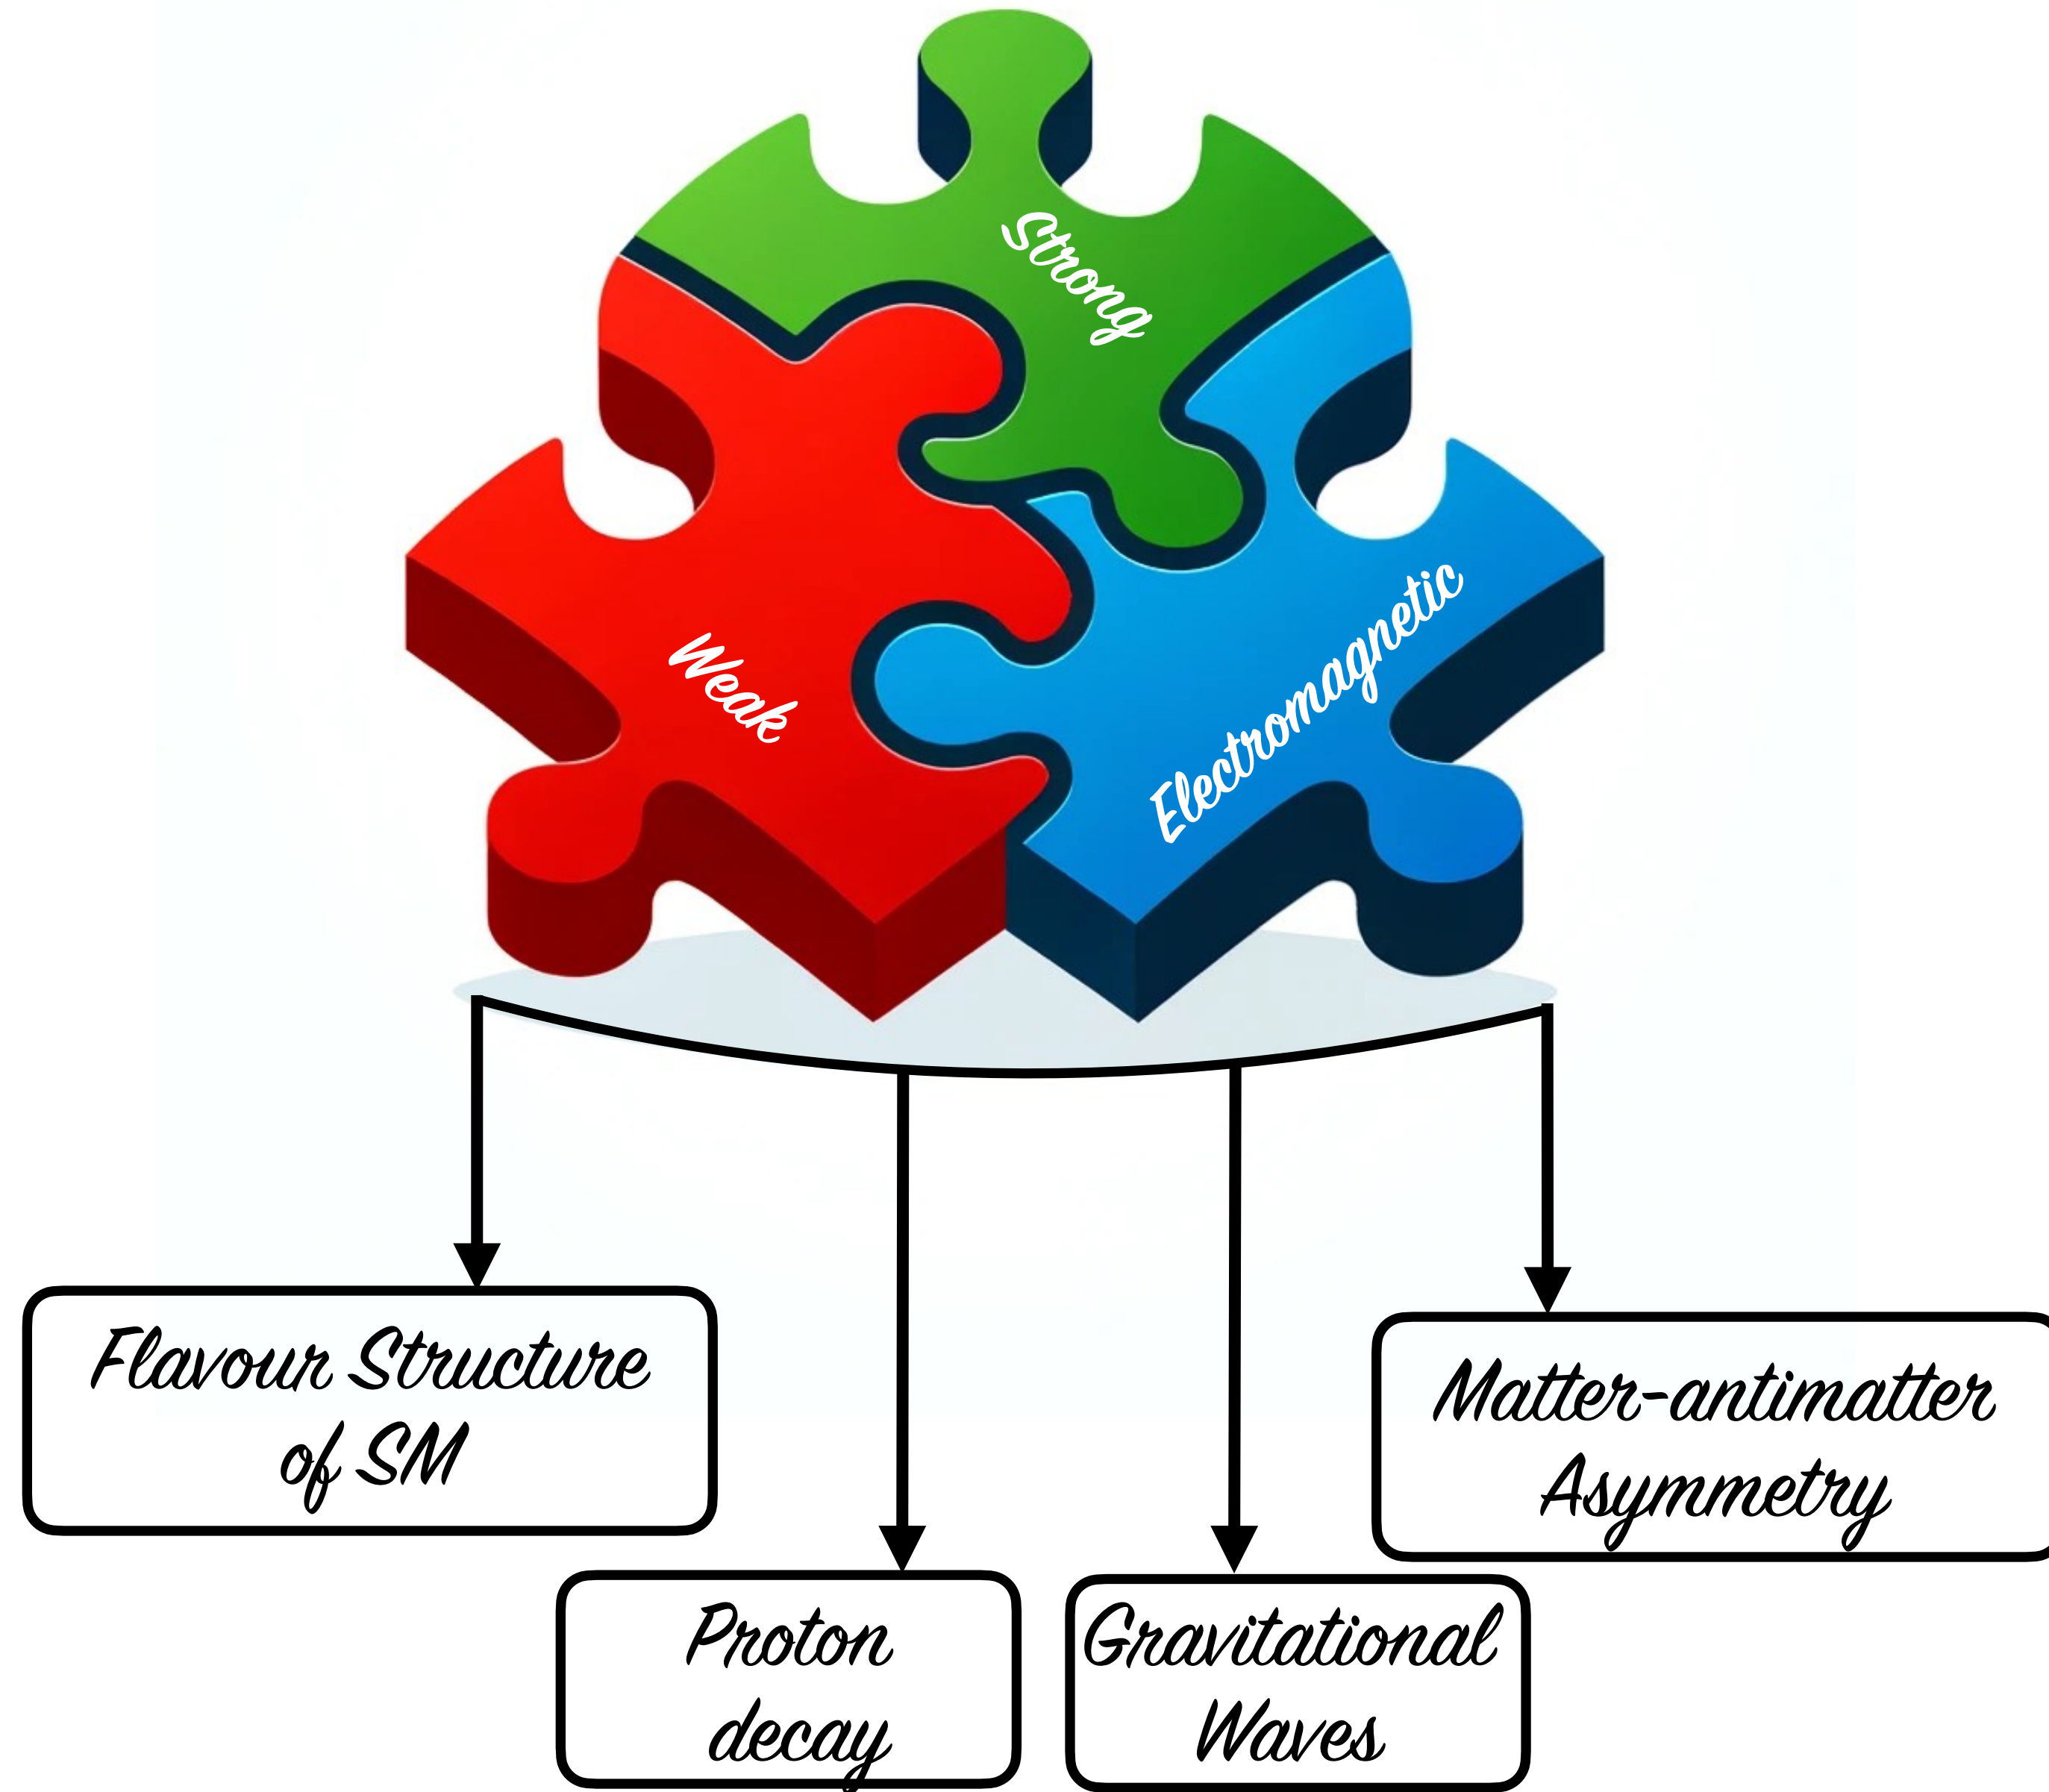 Strong
Weak
Electromagnetic
Flavour Structure
of SM
Matter-antimatter
Asymmetry
Proton
decay
Gravitational
Waves